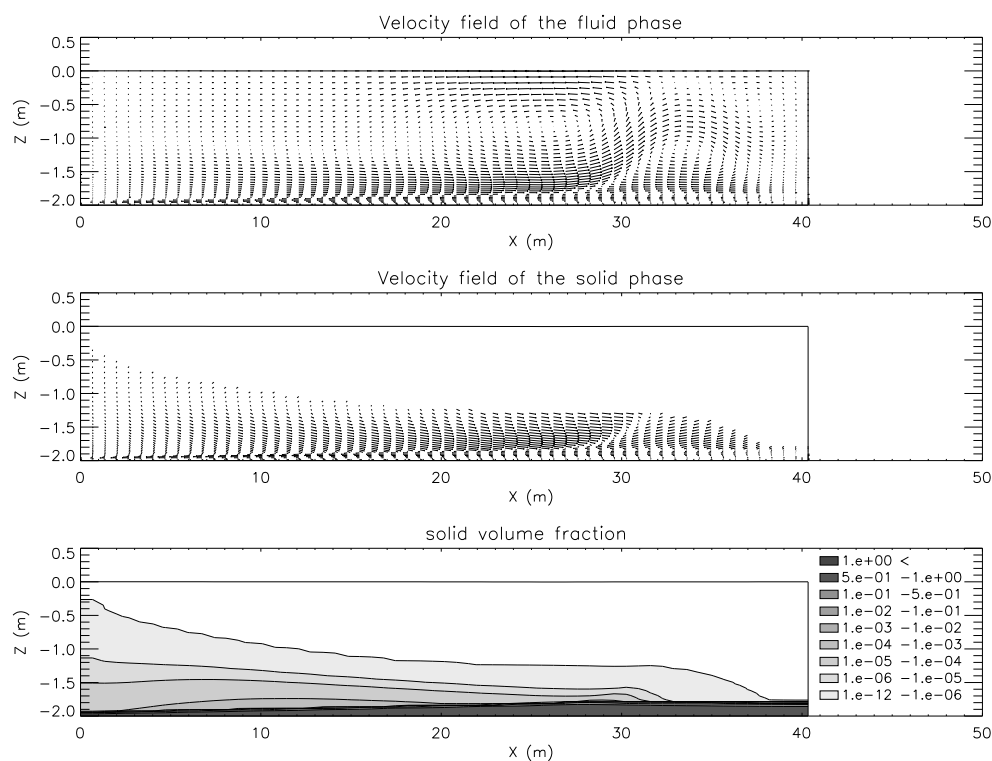 Velocity field of the fluid phase
0.5
0.0
−0.5
−1.0
−1.5
−2.0
Z (m)
0 10 20 30 40 50
X (m)
Velocity field of the solid phase
0.5
0.0
−0.5
−1.0
−1.5
−2.0
Z (m)
0 10 20 30 40 50
X (m)
solid volume fraction
0.5
0.0
−0.5
−1.0
−1.5
−2.0
Z (m)
1.e+00 <
5.e−01 −1.e+00
1.e−01 −5.e−01
1.e−02 −1.e−01
1.e−03 −1.e−02
1.e−04 −1.e−03
1.e−05 −1.e−04
1.e−06 −1.e−05
1.e−12 −1.e−06
0 10 20 30 40 50
X (m)